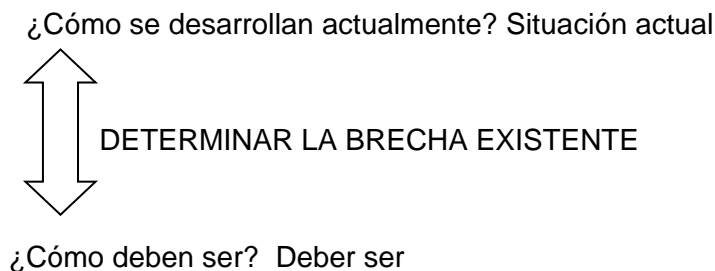 ¿Cómo se desarrollan actualmente? Situación actual
DETERMINAR LA BRECHA EXISTENTE
¿Cómo deben ser?  Deber ser